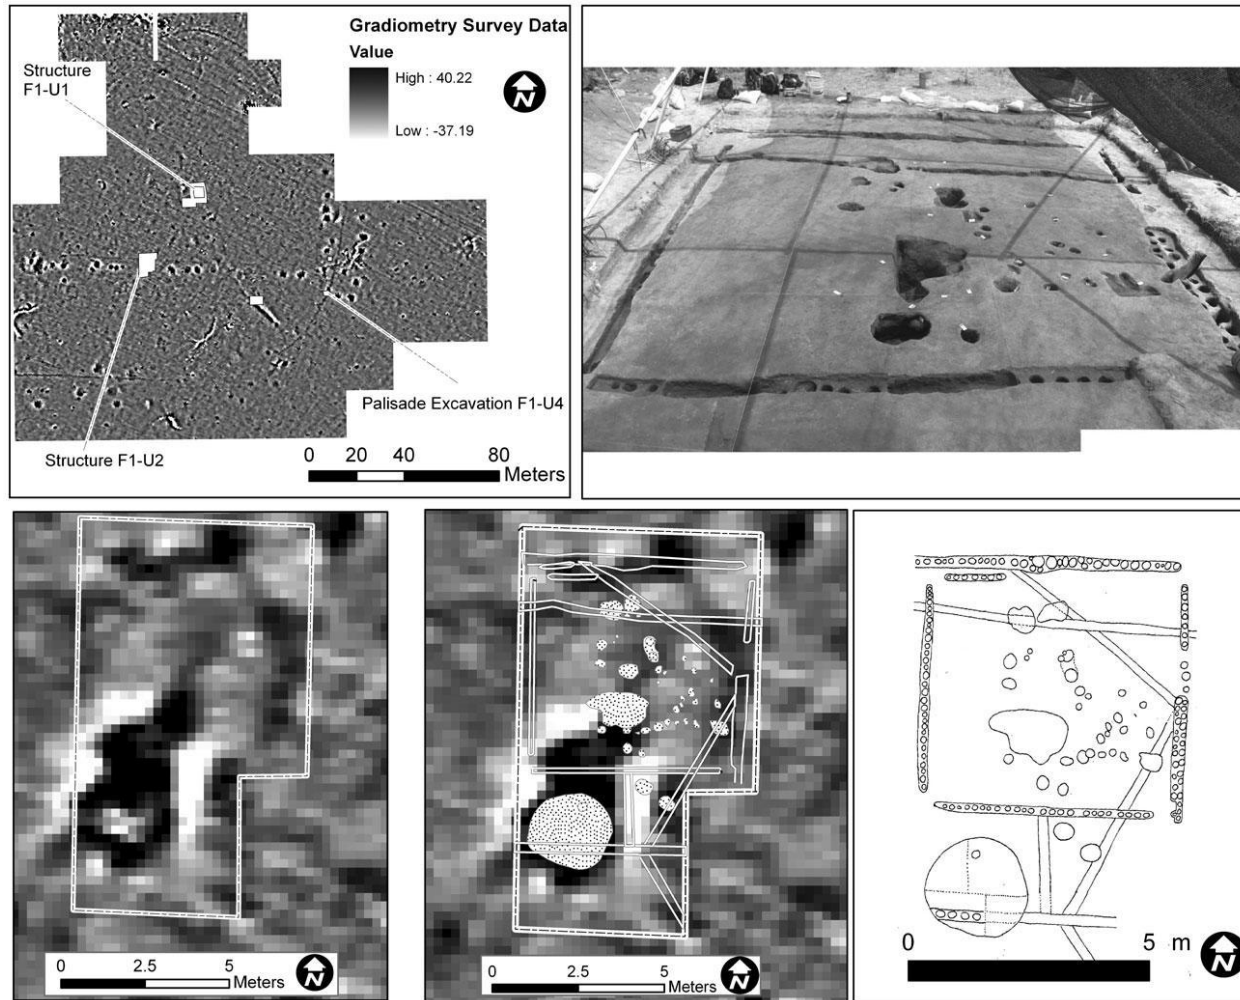 Gradiometry Survey Data
Value
High : 40.22
Low : -37.19
N
Structure
F1-U1
Palisade Excavation F1-U4
Structure F1-U2
0 20 40 80
Meters
0 2.5 5
Meters
N
0 2.5 5
Meters
N
0 5 m
N